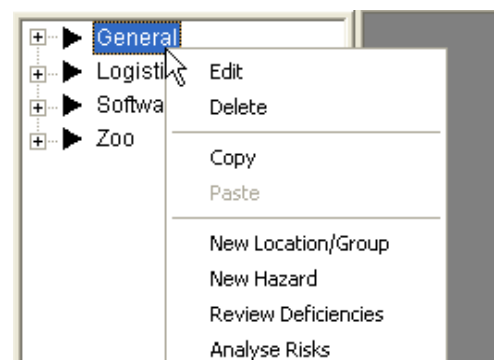 General
Logisti
Softwa
Zoo
Edit
Delete
Copy
Paste
New Location/Group
New Hazard
Review Deficiencies
Analyse Risks